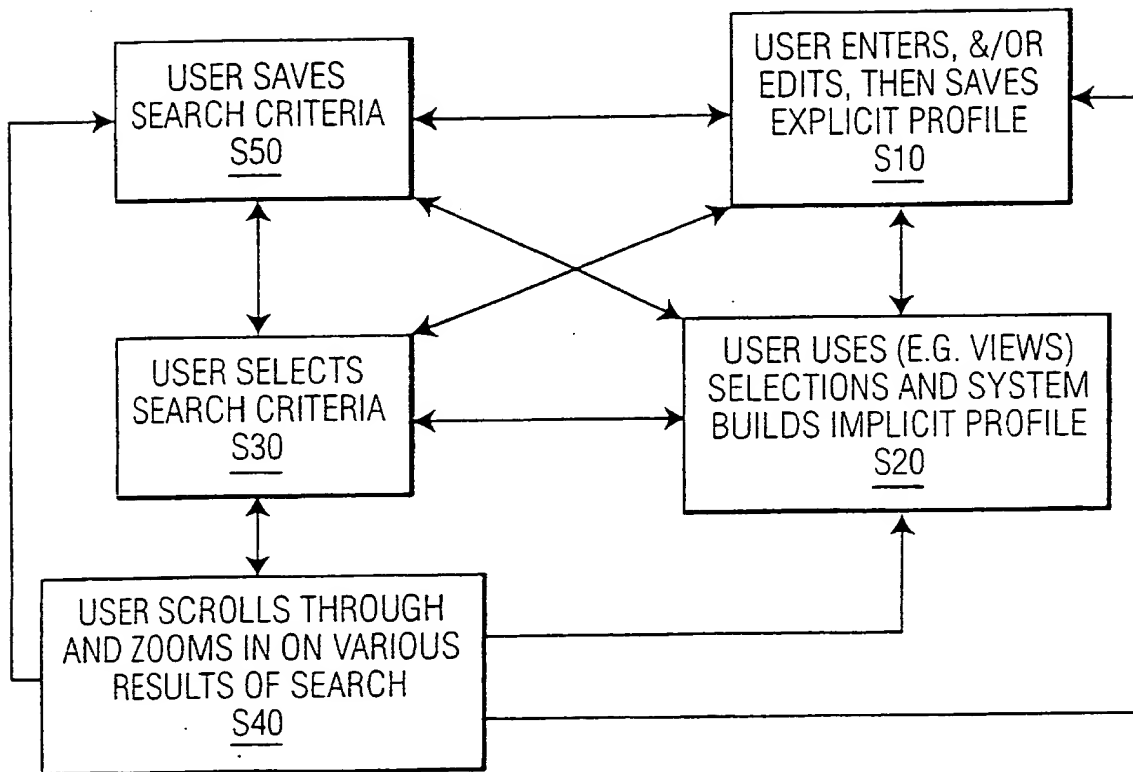 USER SAVES
SEARCH CRITERIA
S50
USER ENTERS, &/OR
EDITS, THEN SAVES
EXPLICIT PROFILE
S10
USER SELECTS
SEARCH CRITERIA
S30
USER USES (E.G. VIEWS)
SELECTIONS AND SYSTEM
BUILDS IMPLICIT PROFILE
S20
USER SCROLLS THROUGH
AND ZOOMS IN ON VARIOUS
RESULTS OF SEARCH
S40